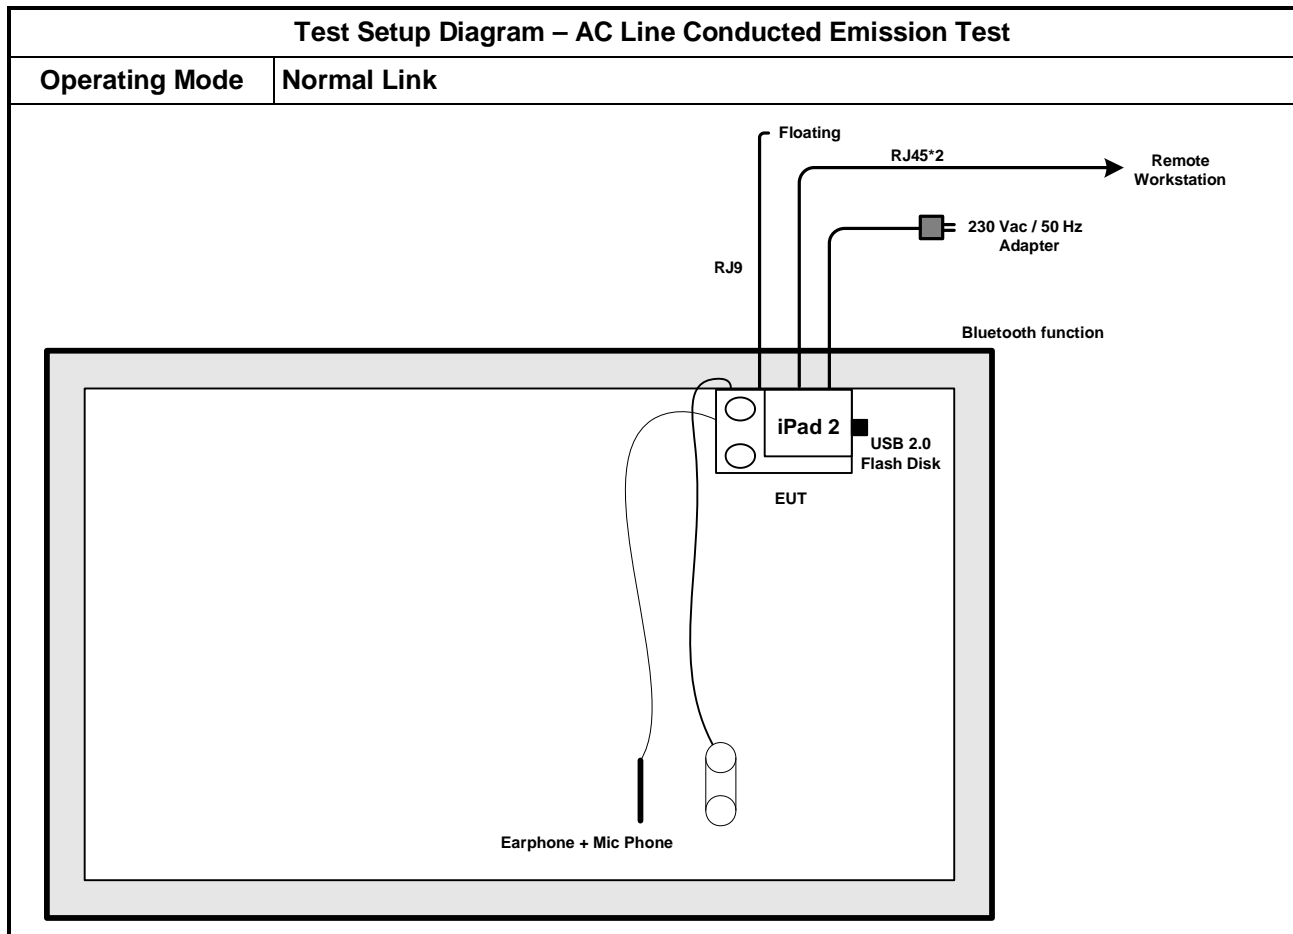 Test Setup Diagram – AC Line Conducted Emission Test
Operating Mode
Normal Link
Floating
RJ45*2
Remote
Workstation
230 Vac / 50 Hz
Adapter
RJ9
Bluetooth function
iPad 2
USB 2.0
Flash Disk
EUT
Earphone + Mic Phone